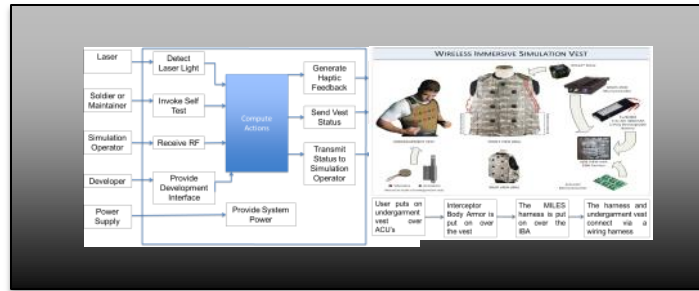 Laser
Detect
Laser Light
Soldier or
Maintainer
Invoke Self
Test
Simulation
Operator
Receive RF
Developer
Provide
Development
Interface
Power
Supply
Provide System
Power
Compute
Actions
Generate
Haptic
Feedback
Send Vest
Status
Transmit
Status to
Simulation
Operator
WIRELESS IMMERSIVE SIMULATION VEST
User puts on
undergarment
vest over
ACU's
Interceptor
Body Armor is
put on over
the vest
The MILES
harness is put
on over the
IBA
The harness and
undergarment vest
connect via a
wiring harness